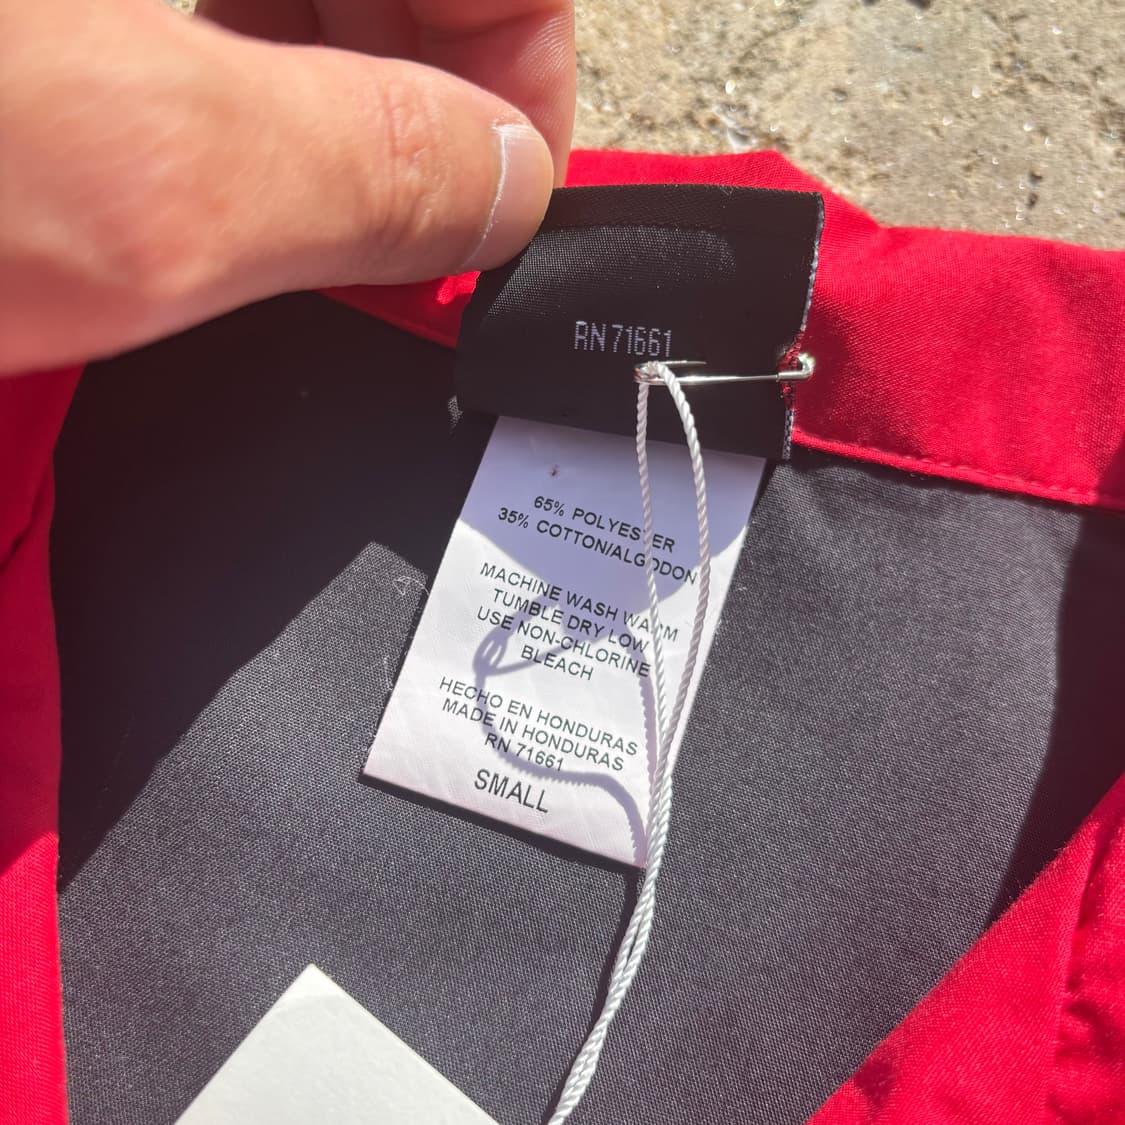 RN 71661
65% POLYESTER
35% COTTON/ALGODON
MACHINE WASH WARM
TUMBLE DRY LOW
USE NON-CHLORINE
BLEACH
HECHO EN HONDURAS
MADE IN HONDURAS
RN 71661
SMALL